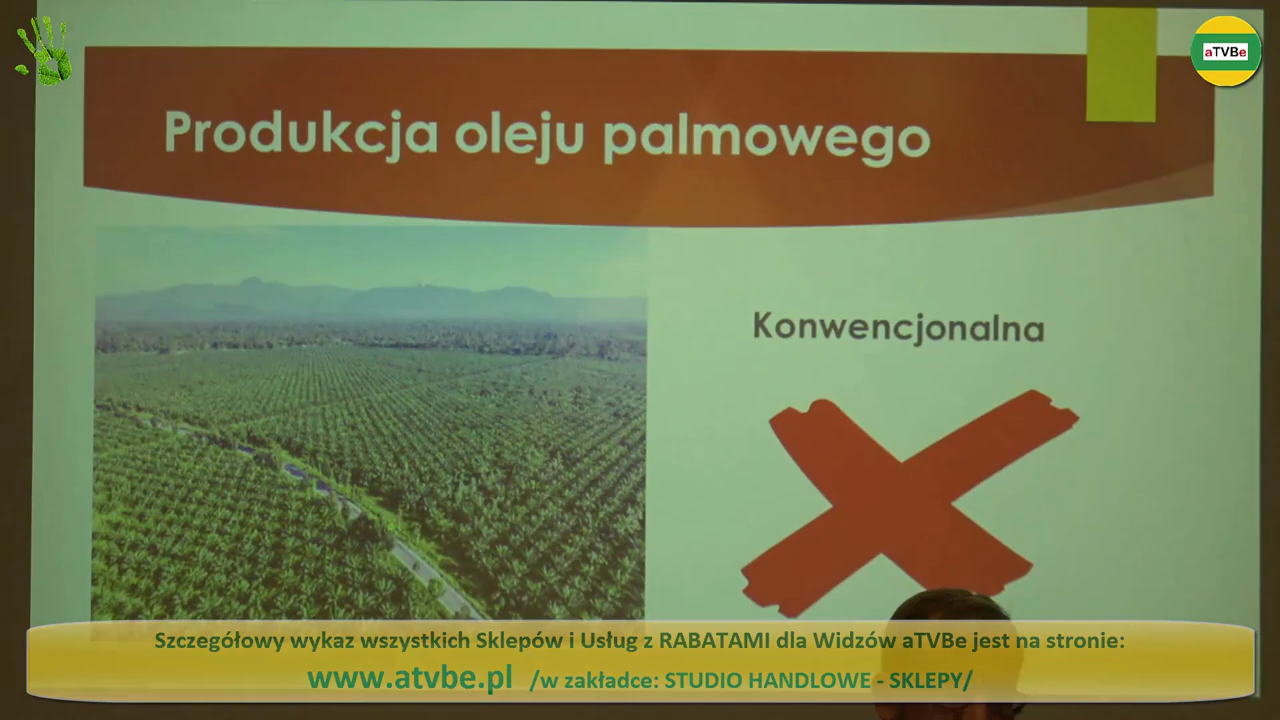 aTVBe
Produkcja oleju palmowego
Konwencjonalna
Szczegółowy wykaz wszystkich Sklepów i Usług z RABATAMI dla Widzów aTVBe jest na stronie:
www.atvbe.pl /w zakładce: STUDIO HANDLOWE - SKLEPY/